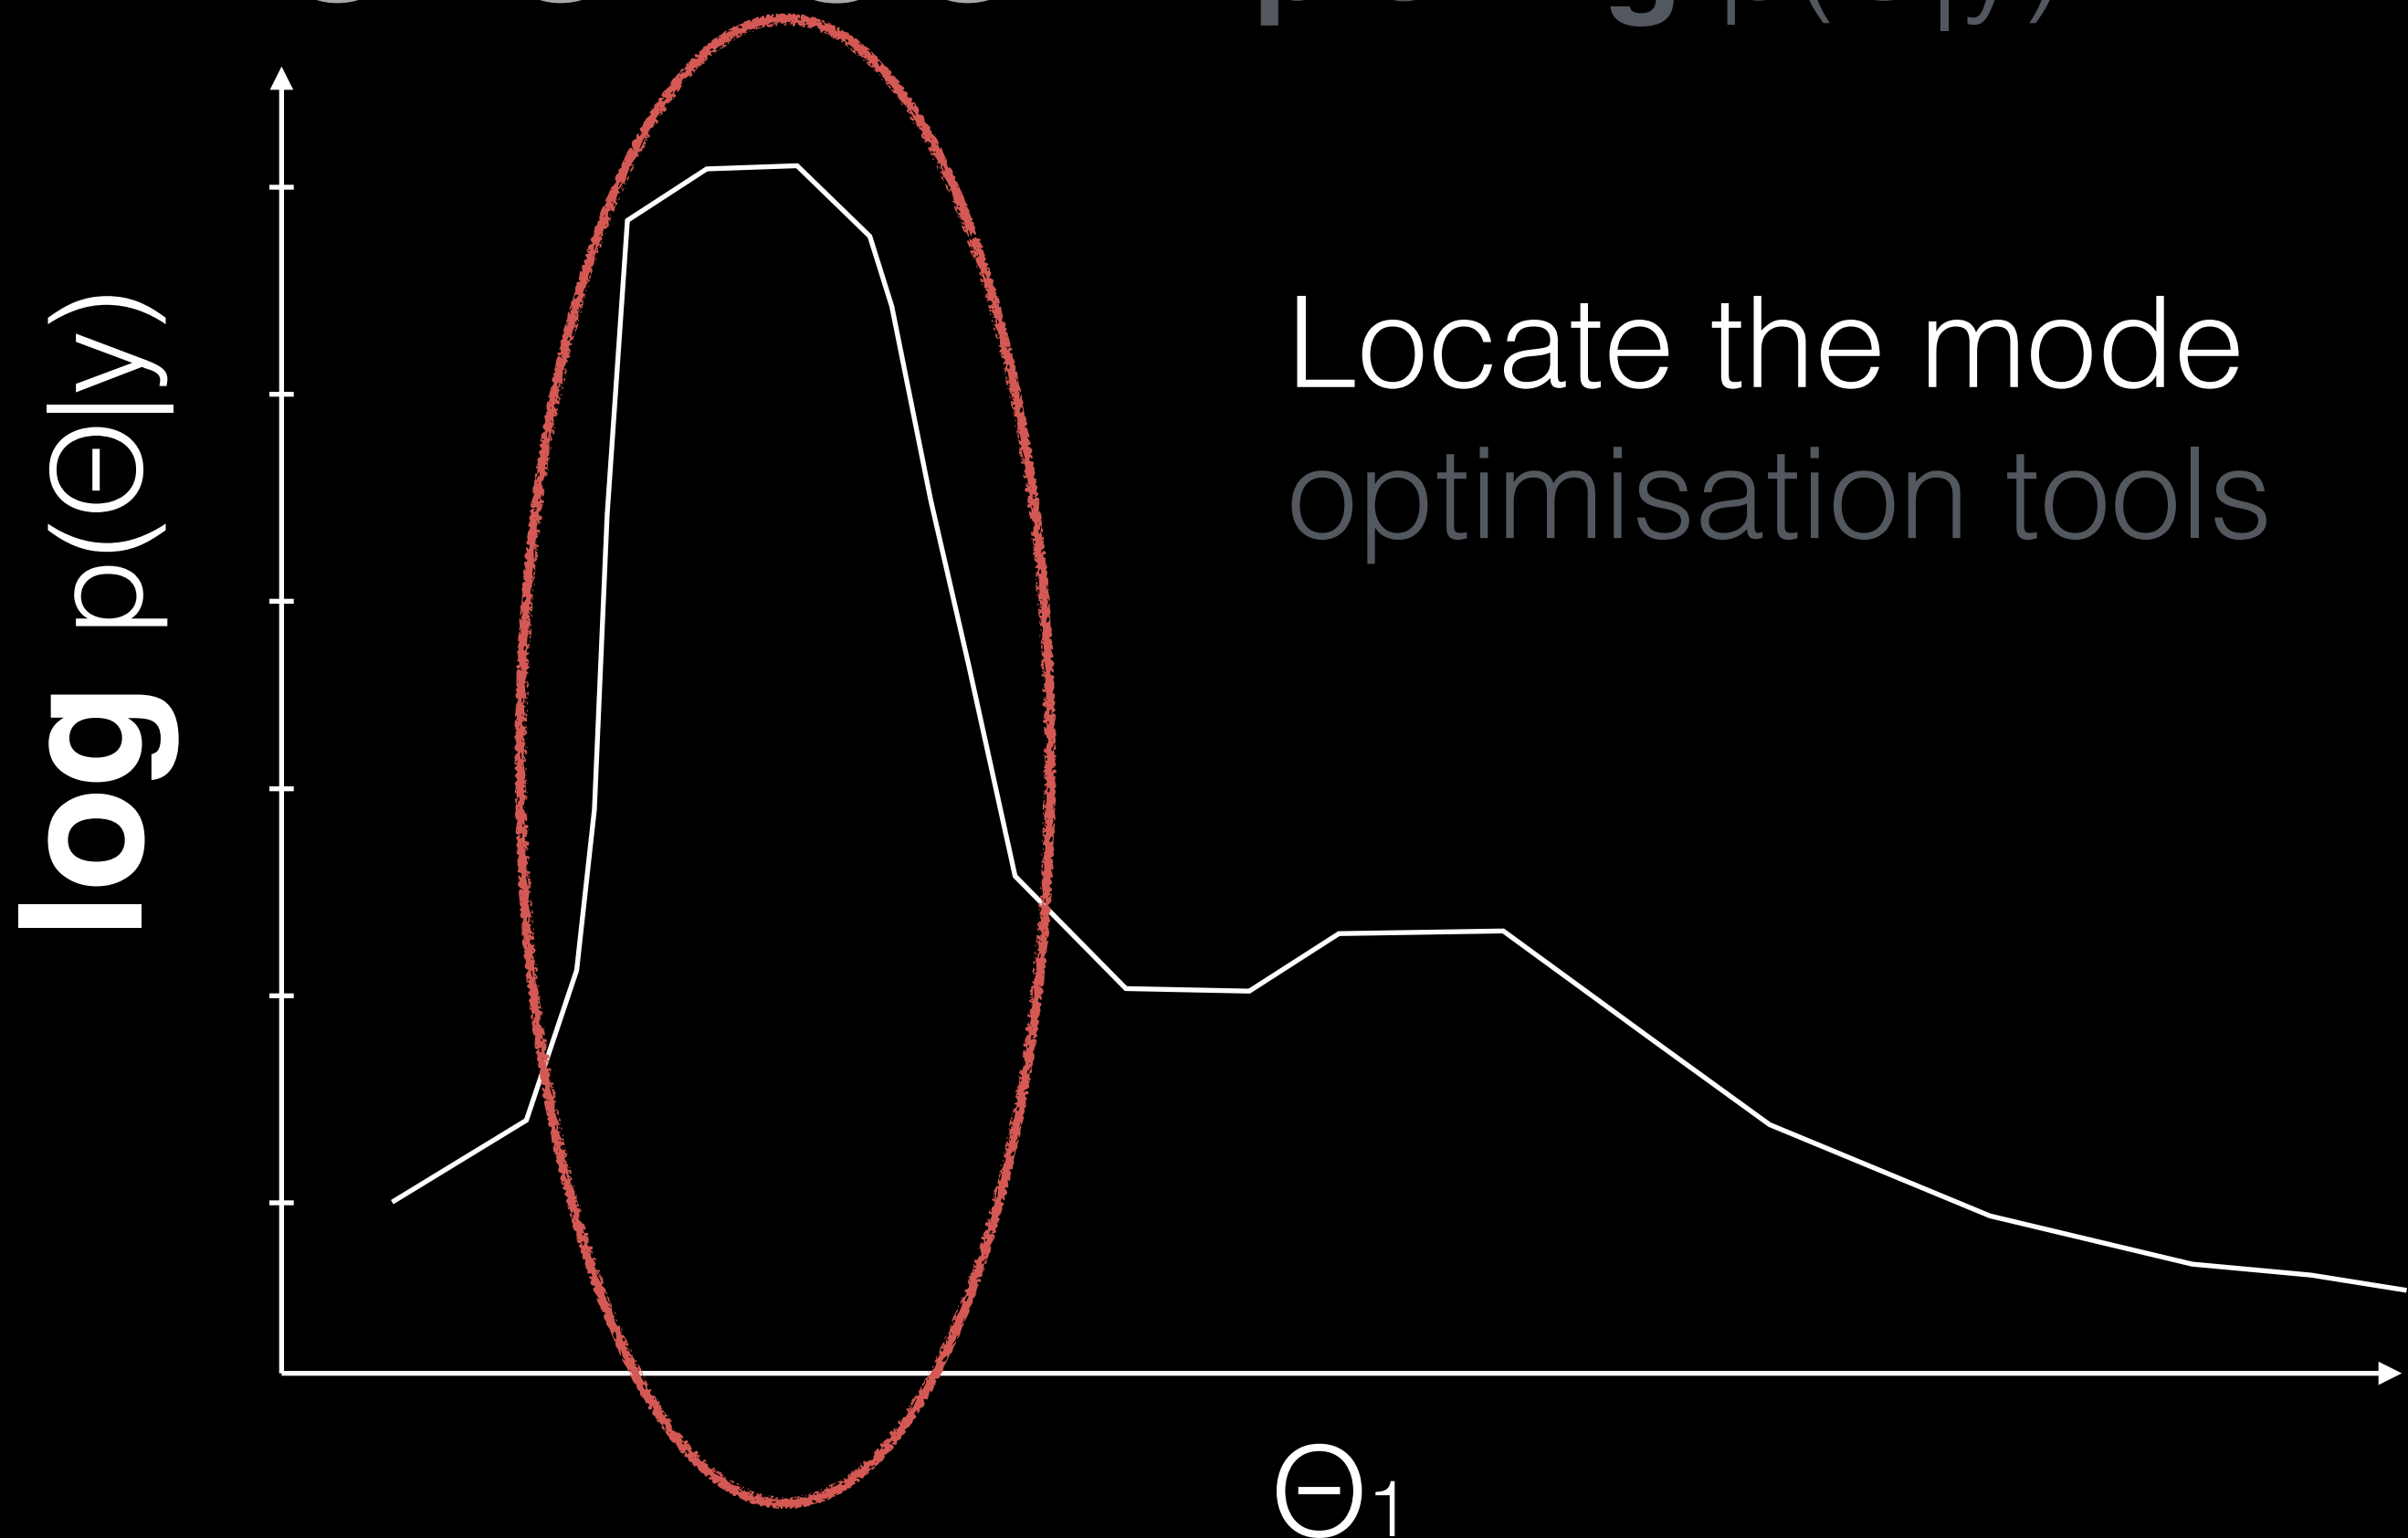 log p(Θ|y)
Locate the mode
optimisation tools
Θ1